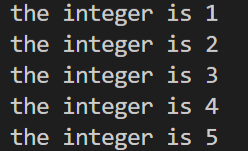 the integer is 1
the integer is 2
the integer is 3
the integer is 4
the integer is 5